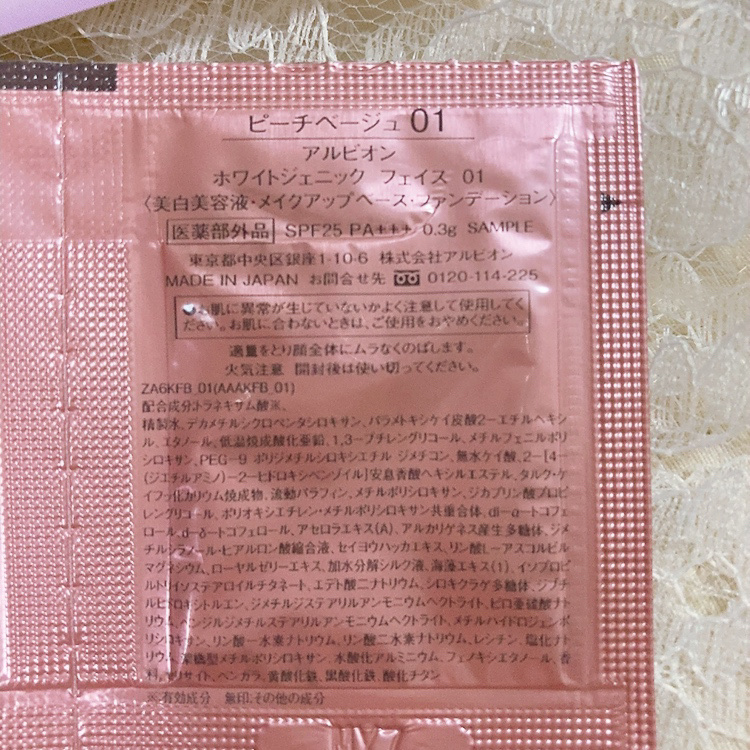 ピーチベージュ 01
アルビオン
ホワイトジェニック フェイス 01
〈美白美容液・メイクアップベース・ファンデーション〉
医薬部外品 SPF25 PA+++ 0.3g SAMPLE
東京都中央区銀座1-10-6 株式会社アルビオン
MADE IN JAPAN お問合せ先 0120-114-225
●お肌に異常が生じていないかよく注意して使用してく
ださい。お肌に合わないときは、ご使用をおやめください。
適量をとり顔全体にムラなくのばします。
火気注意 開封後は使い切ってください。
ZA6KFB 01(AAAKFB 01)
配合成分:トラネキサム酸※、
精製水、デカメチルシクロペンタシロキサン、パラメトキシケイ皮酸2-エチルヘキシ
ル、エタノール、低温焼成酸化亜鉛、1,3-ブチレングリコール、メチルフェニルポリ
シロキサン、PEG-9 ポリジメチルシロキシエチル ジメチコン、無水ケイ酸、2-[4-
(ジエチルアミノ)-2-ヒドロキシベンゾイル]安息香酸ヘキシルエステル、タルク・ケ
イフッ化カリウム焼成物、流動パラフィン、メチルポリシロキサン、ジカプリン酸プロピ
レングリコール、ポリオキシエチレン・メチルポリシロキサン共重合体、dl-α-トコフェ
ロール、d-δ-トコフェロール、アセロラエキス(A)、アルカリゲネス産生多糖体、ジメ
チルシラノール・ヒアルロン酸縮合液、セイヨウハッカエキス、リン酸L-アスコルビル
マグネシウム、ローヤルゼリーエキス、加水分解シルク液、海藻エキス(1)、イソプロピ
ルトリイソステアロイルチタネート、エデト酸二ナトリウム、シロキクラゲ多糖体、ジブチ
ルヒドロキシトルエン、ジメチルジステアリルアンモニウムヘクトライト、ピロ亜硫酸ナト
リウム、ベンジルジメチルステアリルアンモニウムヘクトライト、メチルハイドロジェンポ
リシロキサン、リン酸一水素ナトリウム、リン酸二水素ナトリウム、レシチン、塩化ナト
リウム、架橋型メチルポリシロキサン、水酸化アルミニウム、フェノキシエタノール、香
料、セリサイト、ベンガラ、黄酸化鉄、黒酸化鉄、酸化チタン
※:有効成分 無印:その他の成分